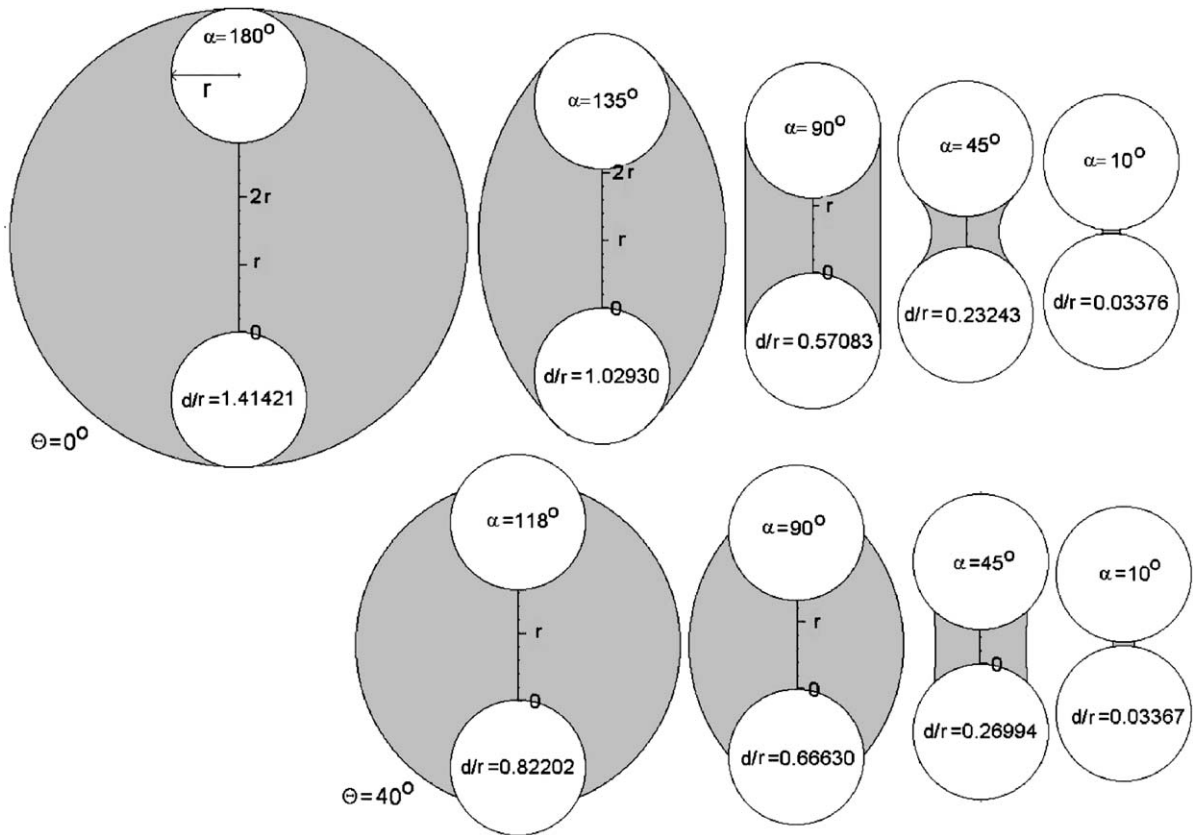 α=180°
r
2r
r
0
d/r=1.41421
Θ=0°
α=135°
2r
r
0
d/r=1.02930
α=90°
r
0
d/r=0.57083
α=45°
d/r=0.23243
α=10°
d/r=0.03376
α=118°
r
0
d/r=0.82202
Θ=40°
α=90°
r
0
d/r=0.66630
α=45°
0
d/r=0.26994
α=10°
d/r=0.03367